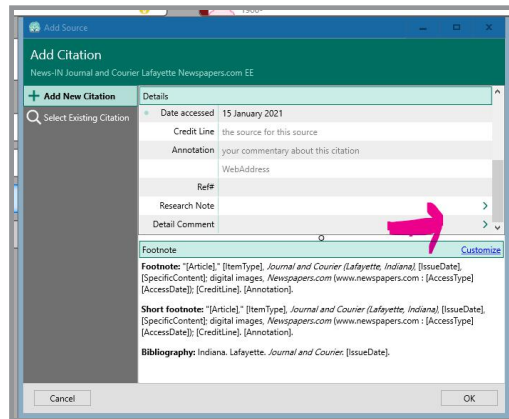 1900-
Add Source
Add Citation
News-IN Journal and Courier Lafayette Newspapers.com EE
Add New Citation
Select Existing Citation
Details
Date accessed 15 January 2021
Credit Line the source for this source
Annotation your commentary about this citation
WebAddress
Ref#
Research Note
Detail Comment
Footnote Customize
Footnote: "[Article]," [ItemType], Journal and Courier (Lafayette, Indiana), [IssueDate],
[SpecificContent]; digital images, Newspapers.com (www.newspapers.com : [AccessType]
[AccessDate]); [CreditLine]. [Annotation].
Short footnote: "[Article]," [ItemType], Journal and Courier (Lafayette, Indiana), [IssueDate],
[SpecificContent]; digital images, Newspapers.com (www.newspapers.com : [AccessType]
[AccessDate]); [CreditLine]. [Annotation].
Bibliography: Indiana. Lafayette. Journal and Courier. [IssueDate].
Cancel OK